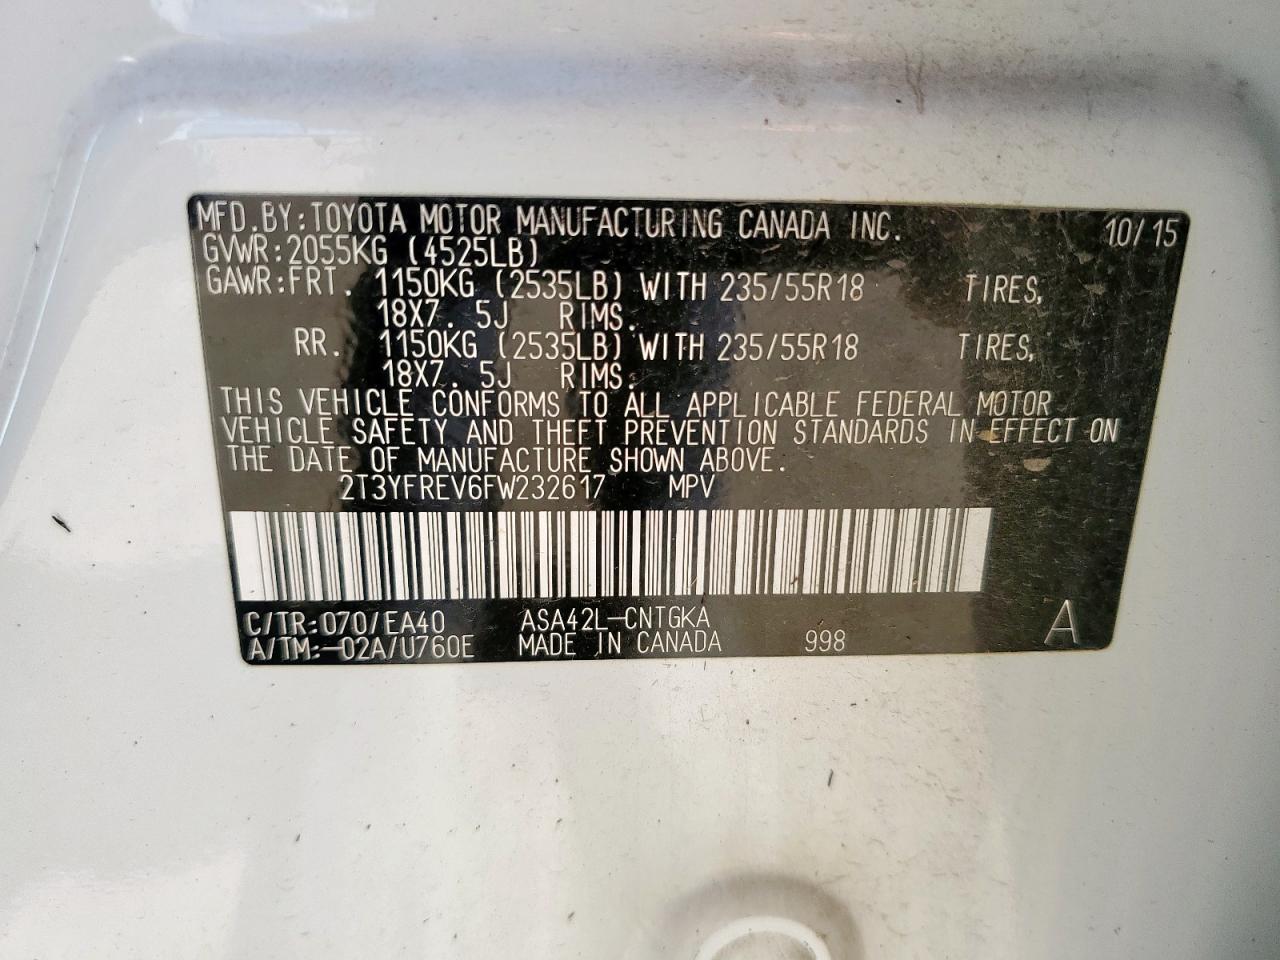 MFD.BY:TOYOTA MOTOR MANUFACTURING CANADA INC. 10/15
GVWR:2055KG (4525LB)
GAWR:FRT. 1150KG (2535LB) WITH 235/55R18 TIRES,
18X7.5J RIMS.
RR. 1150KG (2535LB) WITH 235/55R18 TIRES,
18X7.5J RIMS.
THIS VEHICLE CONFORMS TO ALL APPLICABLE FEDERAL MOTOR
VEHICLE SAFETY AND THEFT PREVENTION STANDARDS IN EFFECT ON
THE DATE OF MANUFACTURE SHOWN ABOVE.
2T3YFREV6FW232617 MPV
C/TR:070/EA40 ASA42L-CNTGKA
A/TM:-02A/U760E MADE IN CANADA 998 A